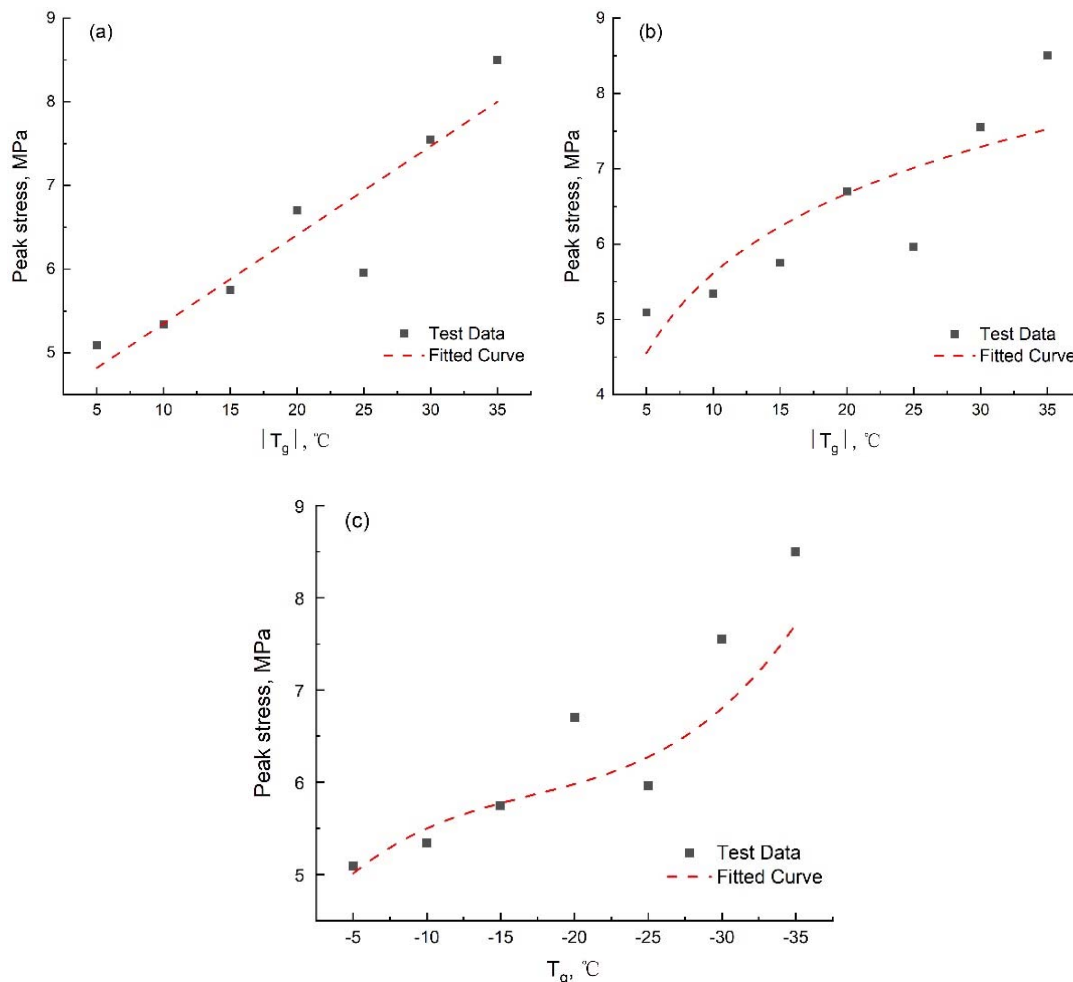 (a)
9
8
7
6
5
Peak stress, MPa
Test Data
Fitted Curve
5 10 15 20 25 30 35
|Tg|, ℃
(b)
9
8
7
6
5
4
Peak stress, MPa
Test Data
Fitted Curve
5 10 15 20 25 30 35
|Tg|, ℃
(c)
9
8
7
6
5
Peak stress, MPa
Test Data
Fitted Curve
-5 -10 -15 -20 -25 -30 -35
Tg, ℃